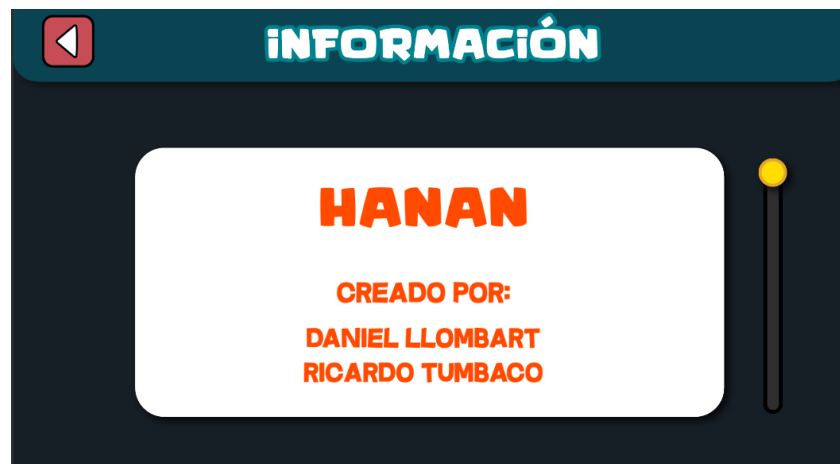 iNFORMACiÓN
HANAN
CREADO POR:
DANIEL LLOMBART
RICARDO TUMBACO